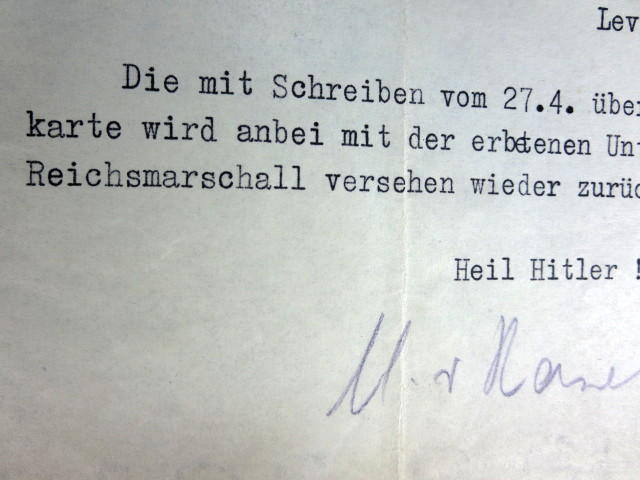 Lev
Die mit Schreiben vom 27.4. über
karte wird anbei mit der erbetenen Unt
Reichsmarschall versehen wieder zurüc
Heil Hitler !